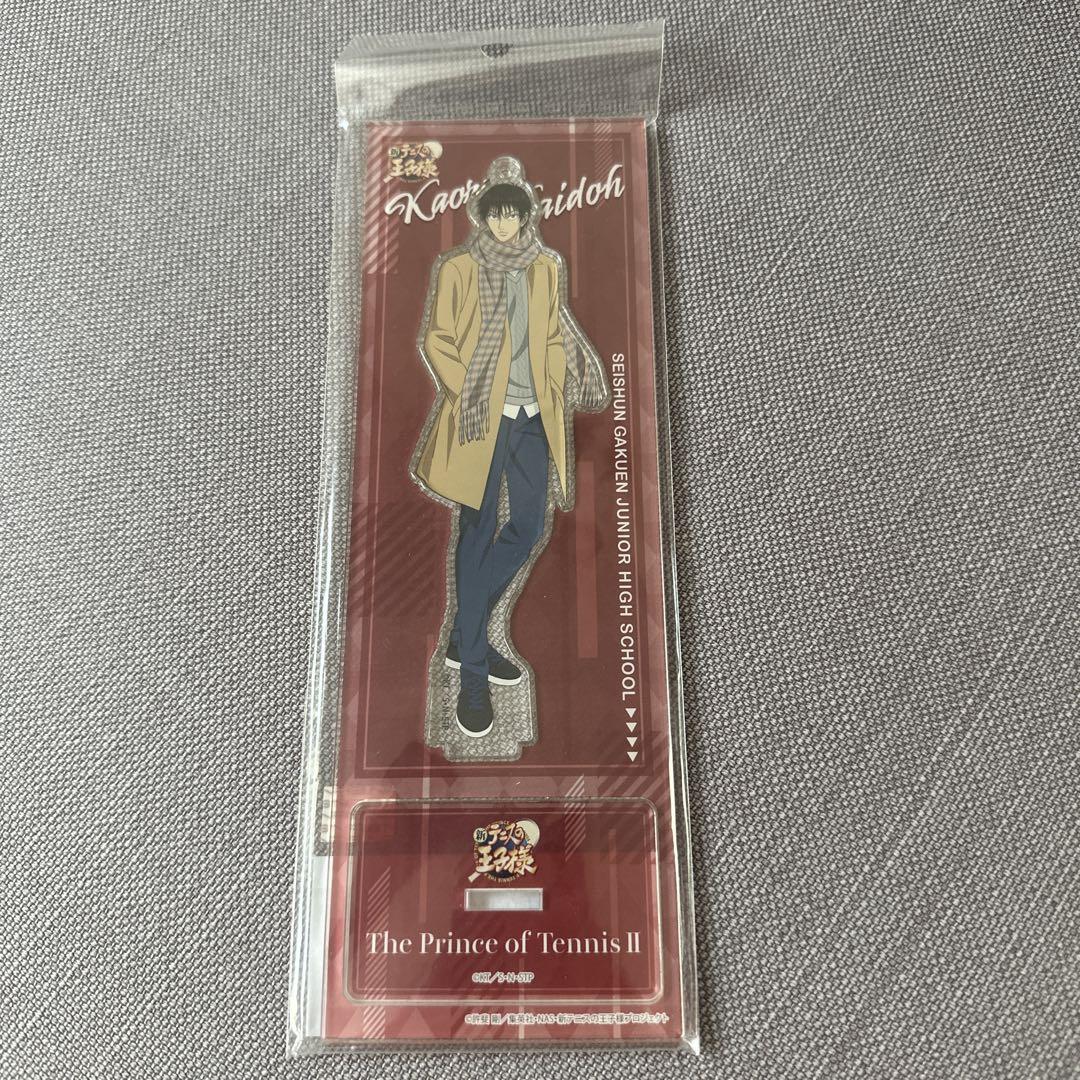 新テニスの
王子様
Kaoru Kaidoh
SEISHUN GAKUEN JUNIOR HIGH SCHOOL ▼▼▼▼
新テニスの
王子様
The Prince of Tennis II
©KT/S・N・STP
©許斐 剛/集英社・NAS・新テニスの王子様プロジェクト